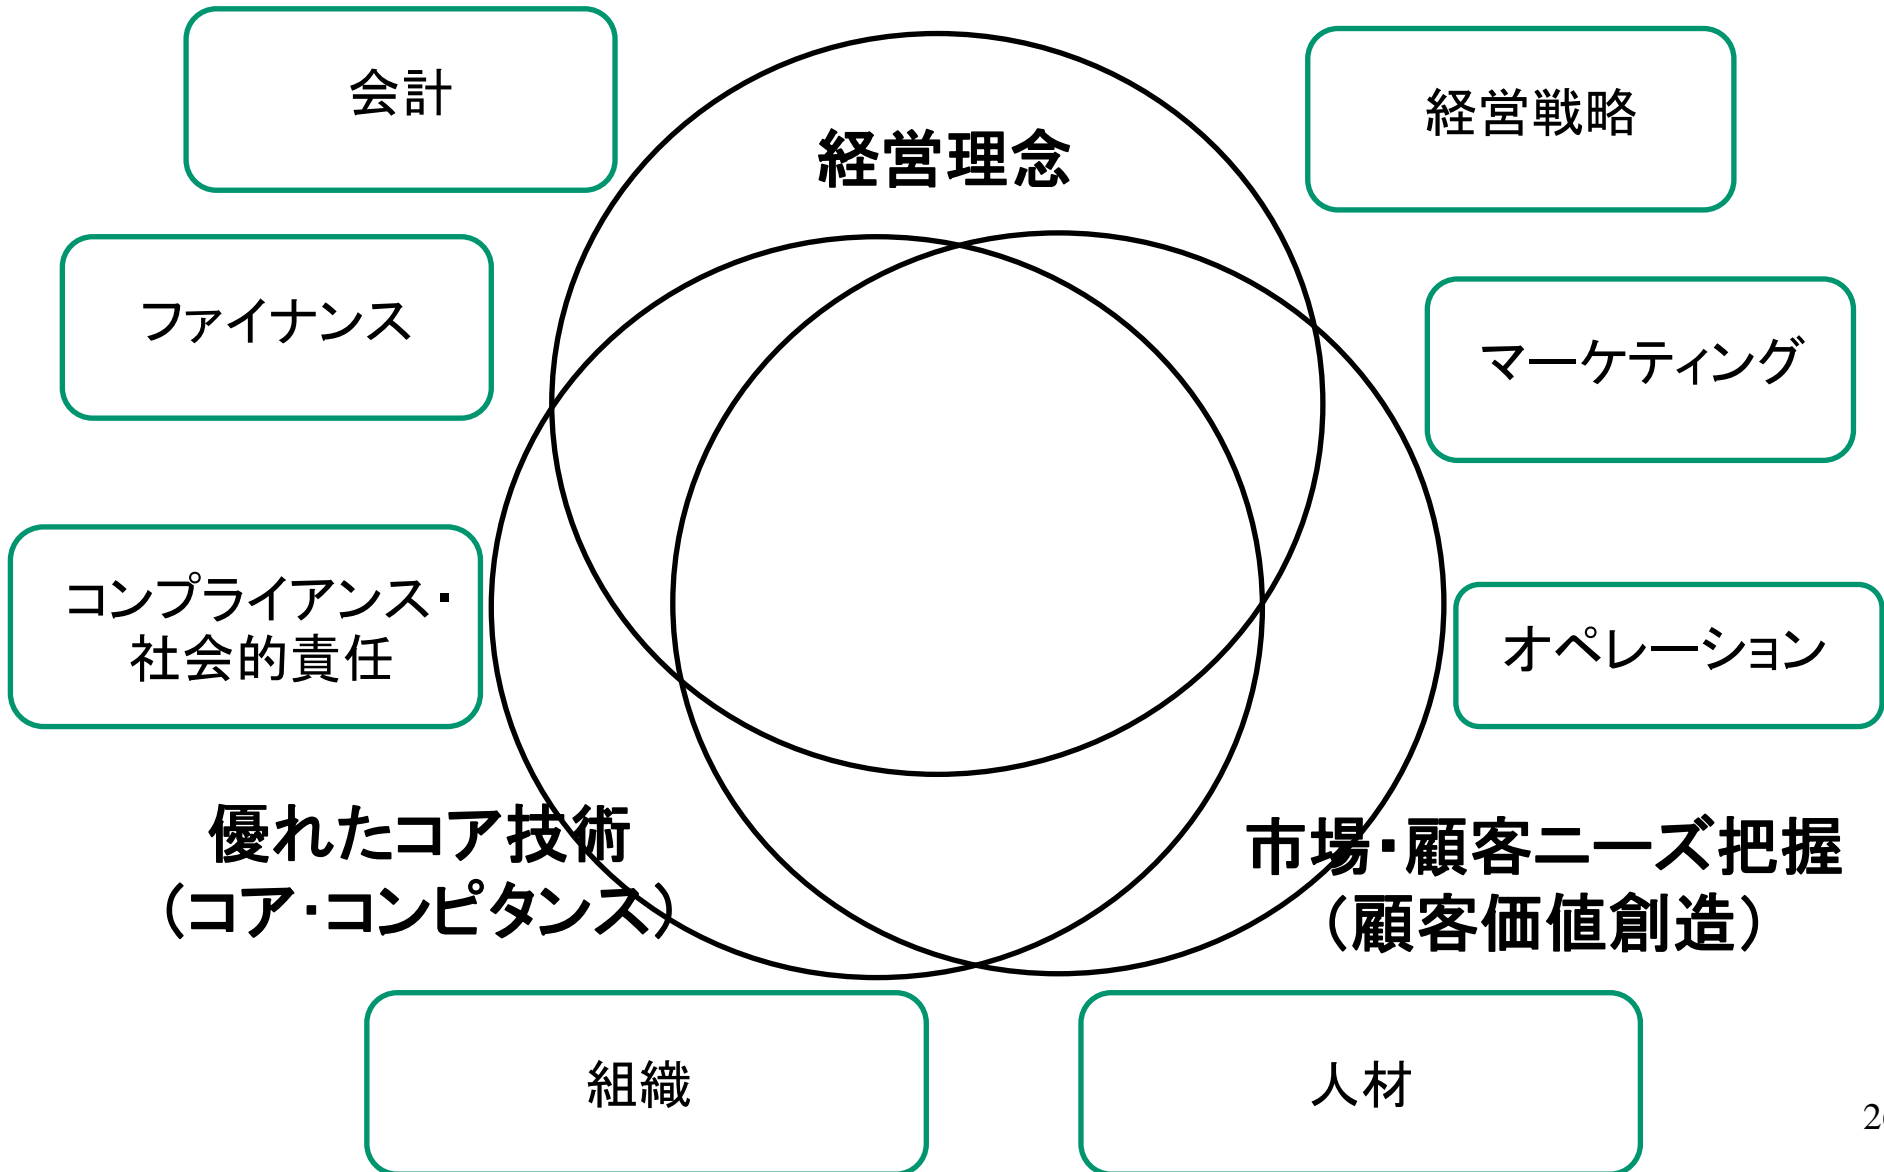 会計
経営戦略
経営理念
ファイナンス
マーケティング
コンプライアンス・
社会的責任
オペレーション
優れたコア技術
（コア・コンピタンス）
市場・顧客ニーズ把握
（顧客価値創造）
組織
人材